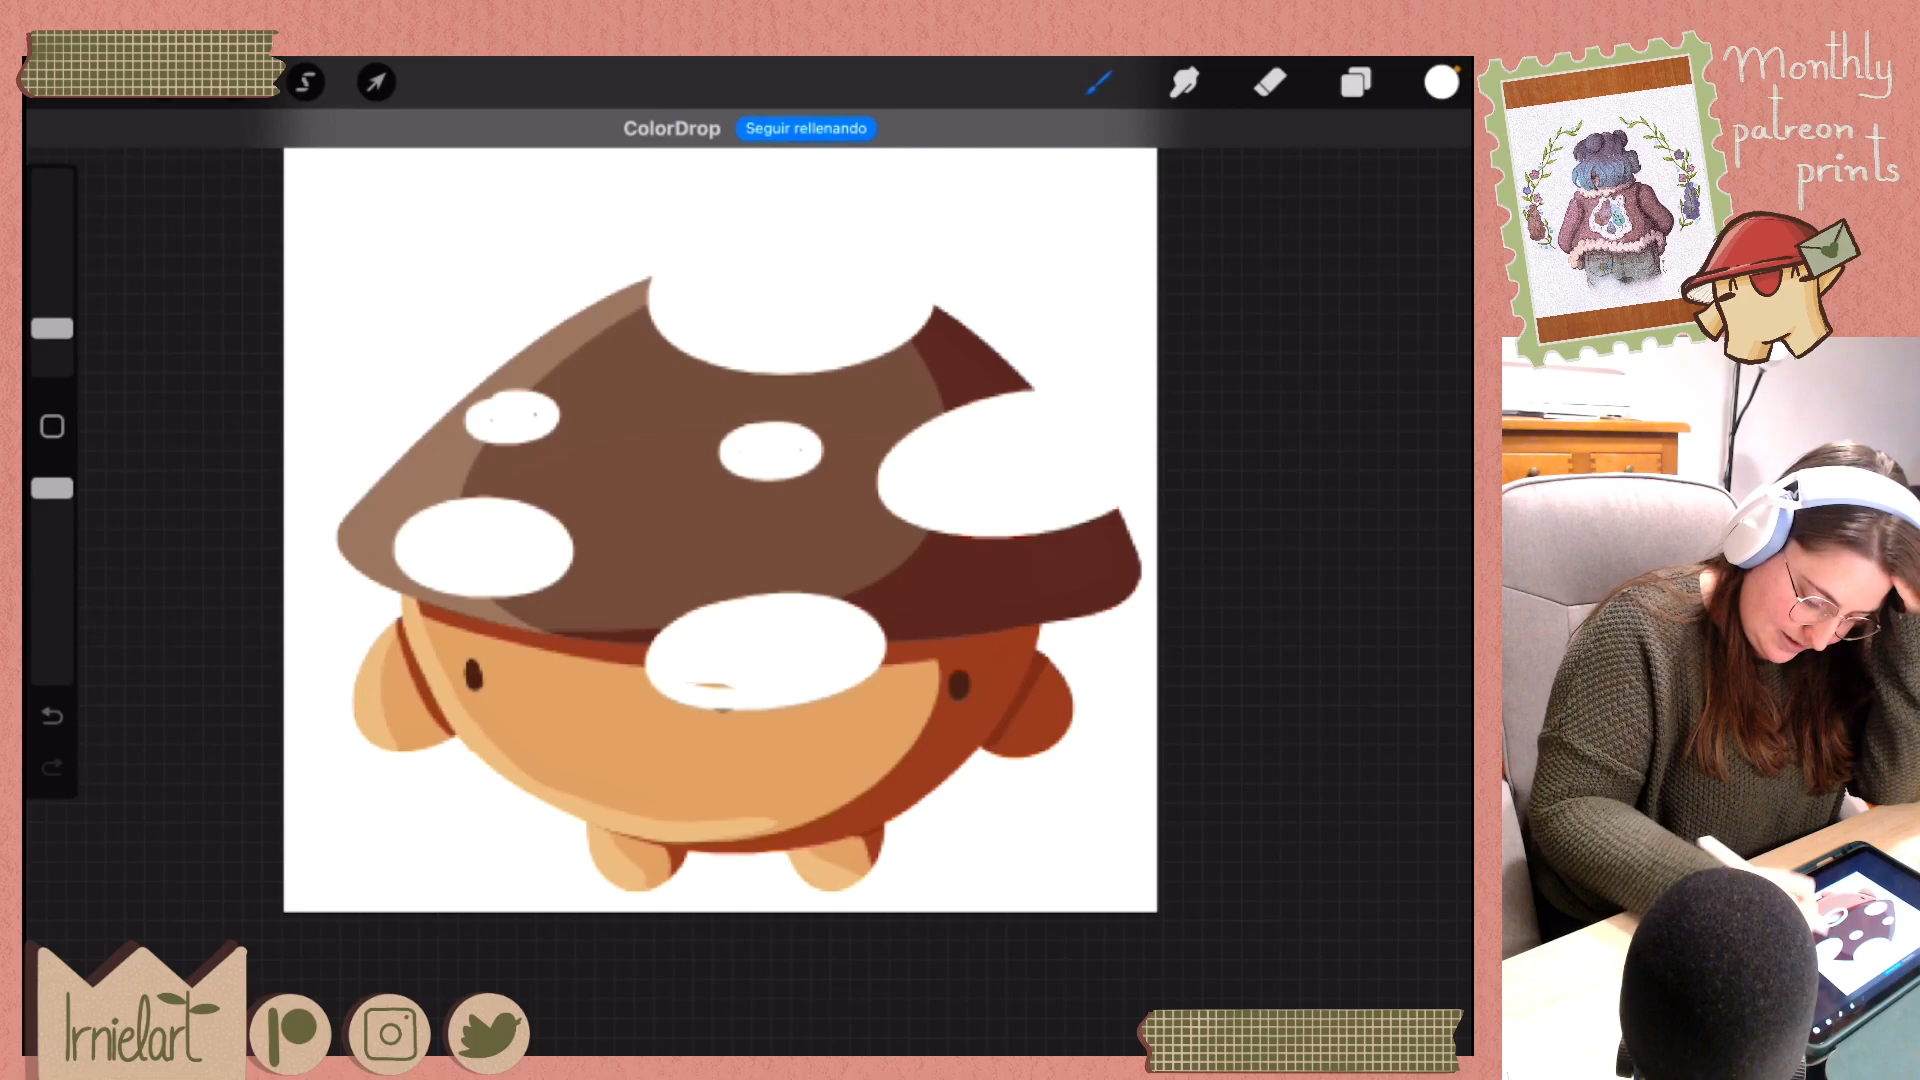 ColorDrop Seguir rellenando
Monthly
patreon
prints
Irnielart